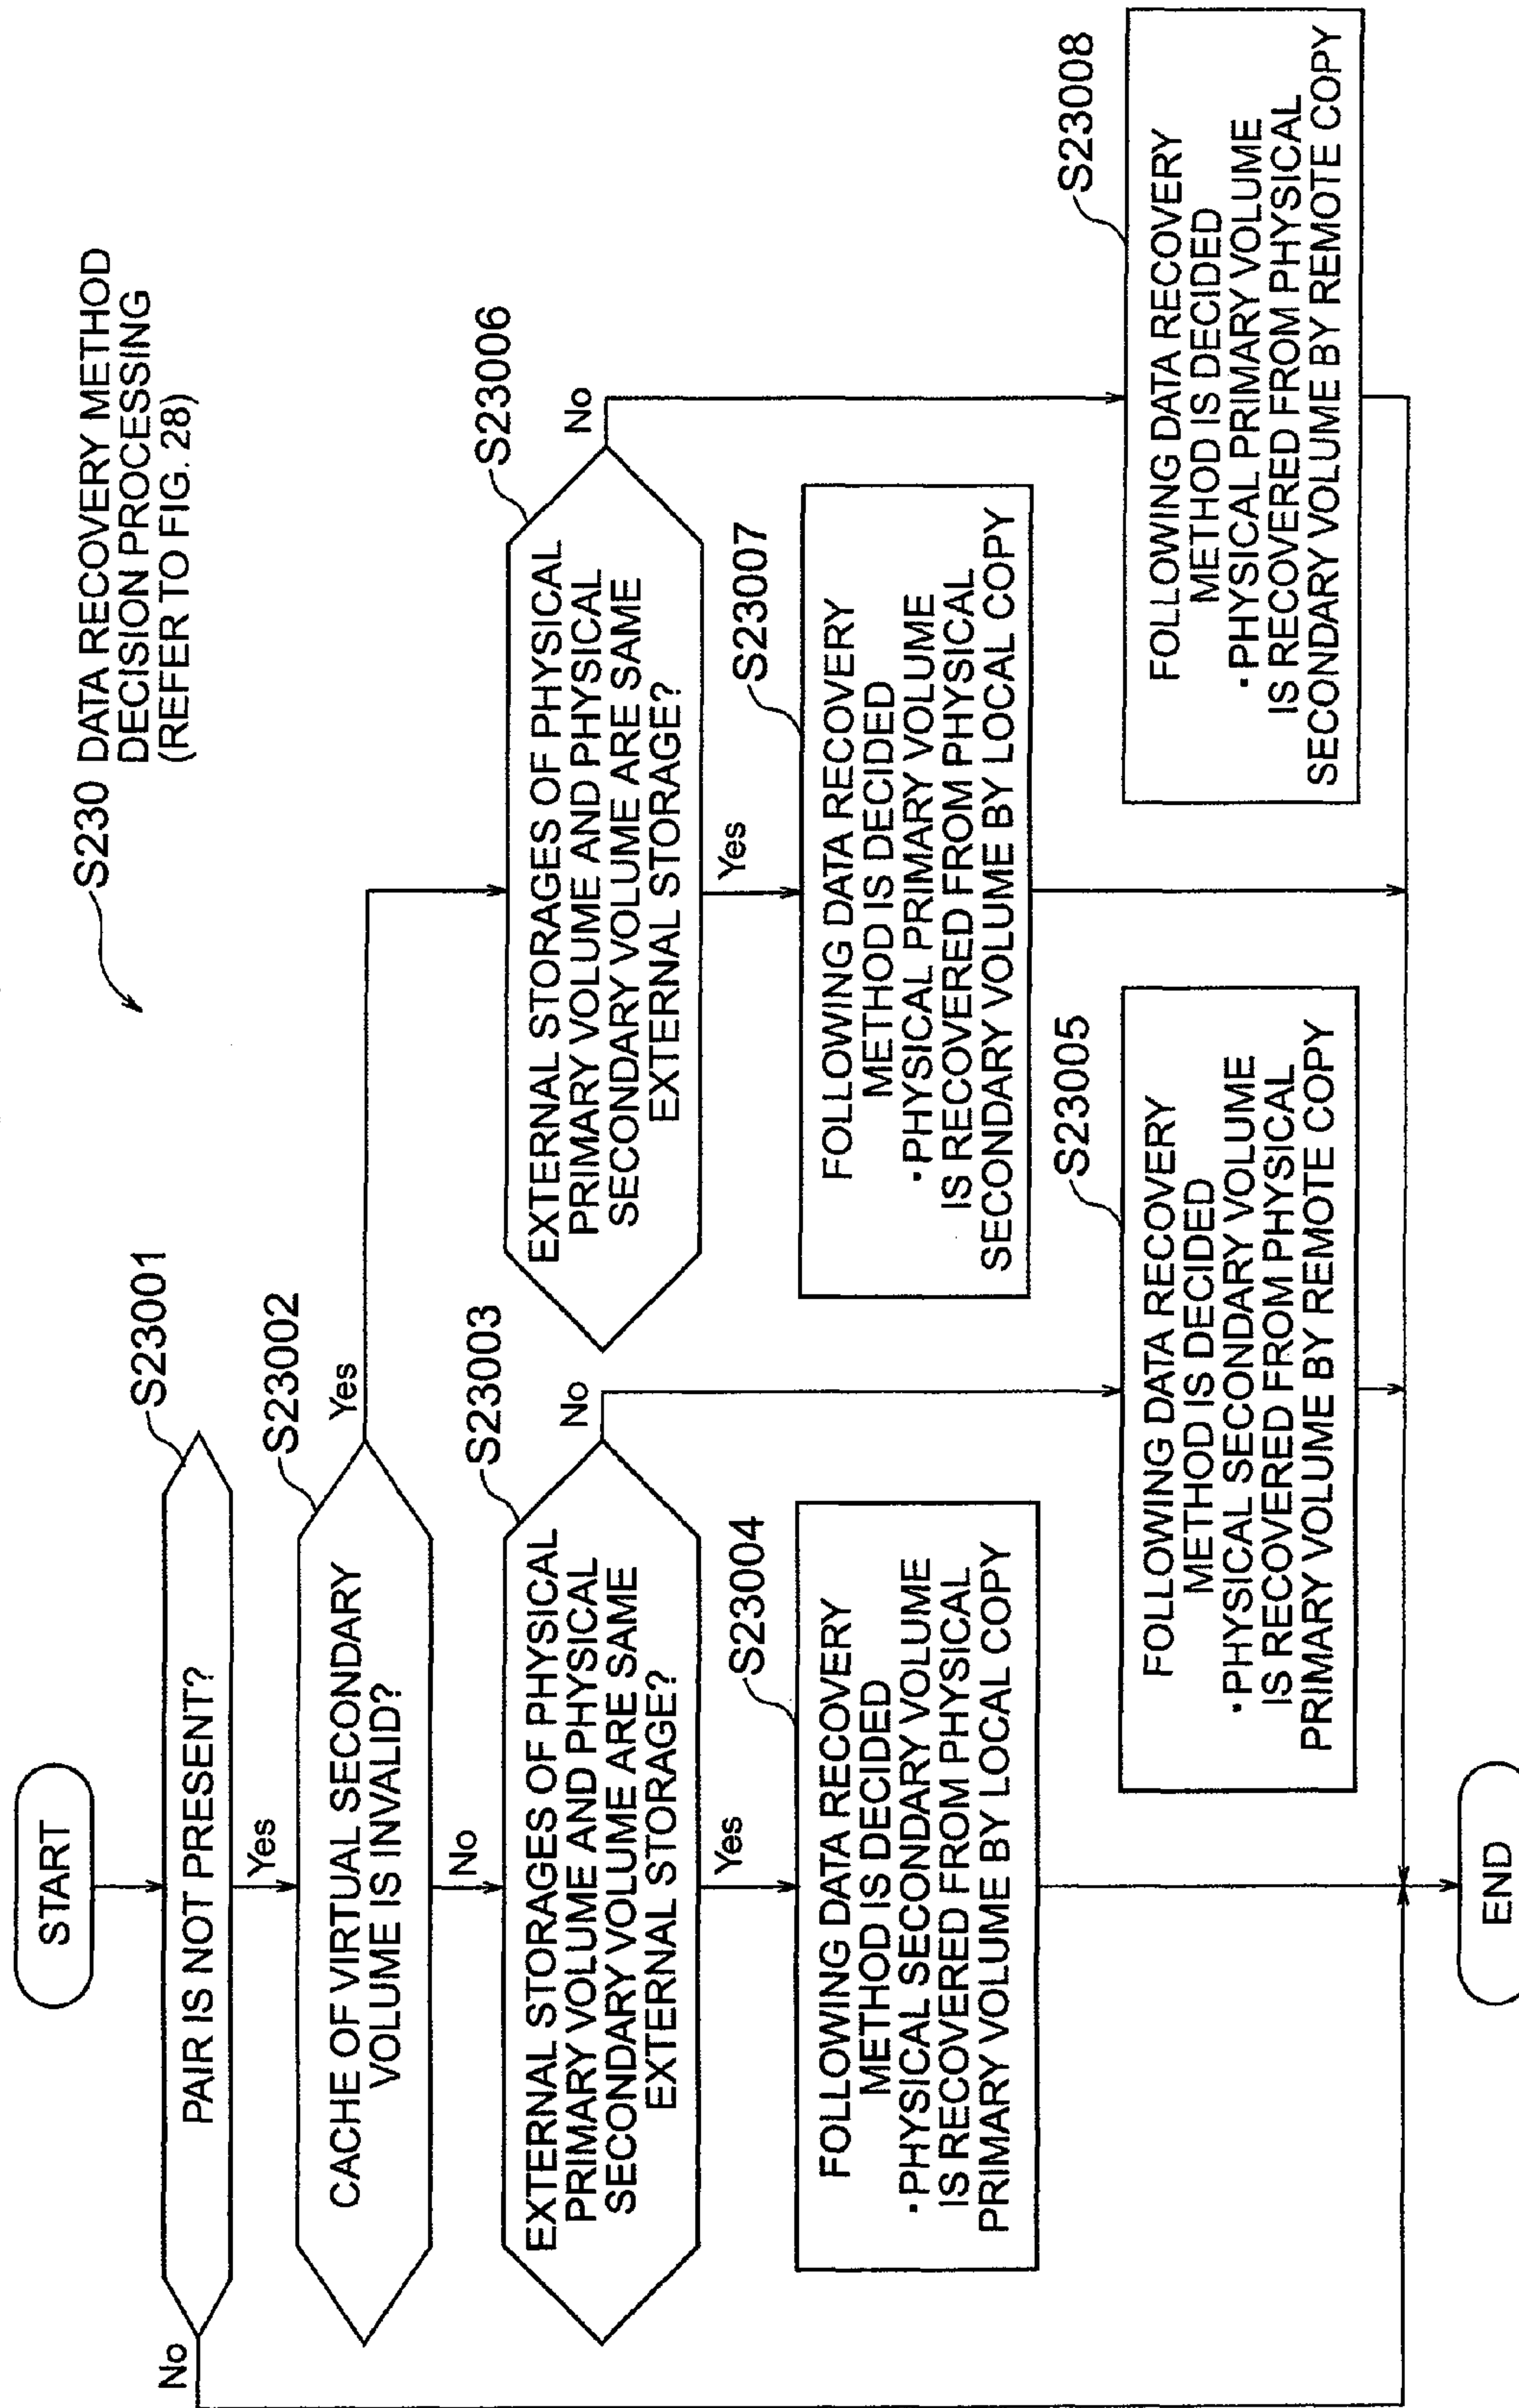 S230 DATA RECOVERY METHOD
DECISION PROCESSING
(REFER TO FIG. 28)
START
S23001
PAIR IS NOT PRESENT?
No
Yes
S23002
CACHE OF VIRTUAL SECONDARY
VOLUME IS INVALID?
Yes
No
S23003
EXTERNAL STORAGES OF PHYSICAL
PRIMARY VOLUME AND PHYSICAL
SECONDARY VOLUME ARE SAME
EXTERNAL STORAGE?
No
Yes
S23004
FOLLOWING DATA RECOVERY
METHOD IS DECIDED
・PHYSICAL SECONDARY VOLUME
IS RECOVERED FROM PHYSICAL
PRIMARY VOLUME BY LOCAL COPY
S23005
FOLLOWING DATA RECOVERY
METHOD IS DECIDED
・PHYSICAL SECONDARY VOLUME
IS RECOVERED FROM PHYSICAL
PRIMARY VOLUME BY REMOTE COPY
S23006
EXTERNAL STORAGES OF PHYSICAL
PRIMARY VOLUME AND PHYSICAL
SECONDARY VOLUME ARE SAME
EXTERNAL STORAGE?
No
Yes
S23007
FOLLOWING DATA RECOVERY
METHOD IS DECIDED
・PHYSICAL PRIMARY VOLUME
IS RECOVERED FROM PHYSICAL
SECONDARY VOLUME BY LOCAL COPY
S23008
FOLLOWING DATA RECOVERY
METHOD IS DECIDED
・PHYSICAL PRIMARY VOLUME
IS RECOVERED FROM PHYSICAL
SECONDARY VOLUME BY REMOTE COPY
END